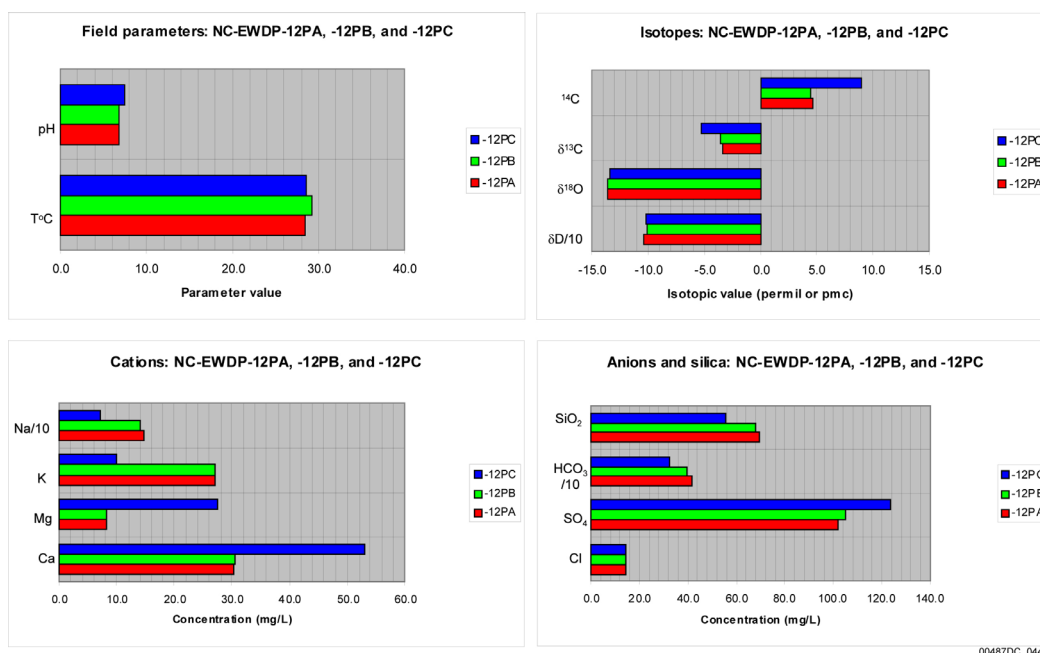 Field parameters: NC-EWDP-12PA, -12PB, and -12PC
pH
T°C
0.0 10.0 20.0 30.0 40.0
Parameter value
-12PC
-12PB
-12PA
Isotopes: NC-EWDP-12PA, -12PB, and -12PC
¹⁴C
δ¹³C
δ¹⁸O
δD/10
-15.0 -10.0 -5.0 0.0 5.0 10.0 15.0
Isotopic value (permil or pmc)
-12PC
-12PB
-12PA
Cations: NC-EWDP-12PA, -12PB, and -12PC
Na/10
K
Mg
Ca
0.0 10.0 20.0 30.0 40.0 50.0 60.0
Concentration (mg/L)
-12PC
-12PB
-12PA
Anions and silica: NC-EWDP-12PA, -12PB, and -12PC
SiO₂
HCO₃
/10
SO₄
Cl
0.0 20.0 40.0 60.0 80.0 100.0 120.0 140.0
Concentration (mg/L)
-12PC
-12PB
-12PA